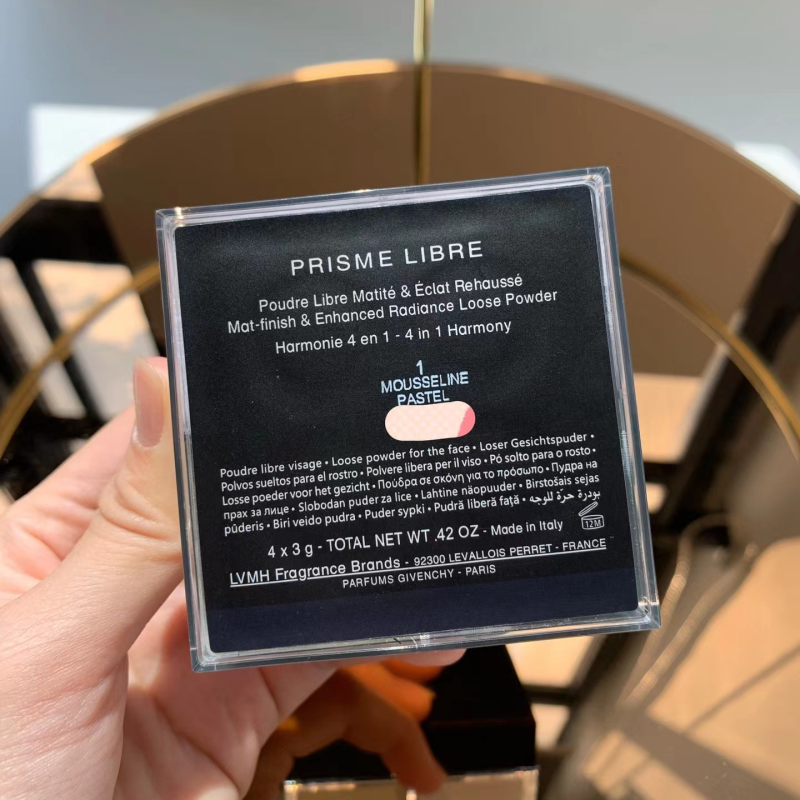 PRISME LIBRE
Poudre Libre Matité & Éclat Rehaussé
Mat-finish & Enhanced Radiance Loose Powder
Harmonie 4 en 1 - 4 in 1 Harmony
1
MOUSSELINE
PASTEL
Poudre libre visage • Loose powder for the face • Loser Gesichtspuder •
Polvos sueltos para el rostro • Polvere libera per il viso • Pó solto para o rosto •
Losse poeder voor het gezicht • Πούδρα σε σκόνη για το πρόσωπο • Пудра на
прах за лице • Slobodan puder za lice • Lahtine näopuuder • Birstošais sejas
pūderis • Biri veido pudra • Puder sypki • Pudră liberă față • بودرة حرّة للوجه
12M
4 x 3 g - TOTAL NET WT .42 OZ - Made in Italy
LVMH Fragrance Brands - 92300 LEVALLOIS PERRET - FRANCE
PARFUMS GIVENCHY - PARIS